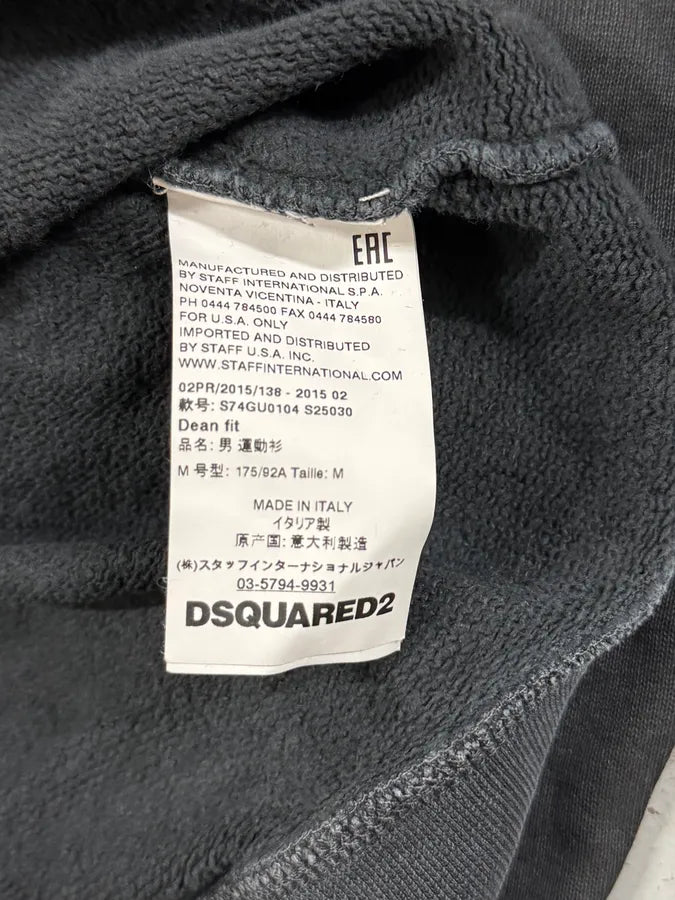 EAC
MANUFACTURED AND DISTRIBUTED
BY STAFF INTERNATIONAL S.P.A.
NOVENTA VICENTINA - ITALY
PH 0444 784500 FAX 0444 784580
FOR U.S.A. ONLY
IMPORTED AND DISTRIBUTED
BY STAFF U.S.A. INC.
WWW.STAFFINTERNATIONAL.COM
02PR/2015/138 - 2015 02
款号: S74GU0104 S25030
Dean fit
品名: 男 運動衫
M 号型: 175/92A Taille: M
MADE IN ITALY
イタリア製
原产国: 意大利製造
(株)スタッフインターナショナルジャパン
03-5794-9931
DSQUARED2